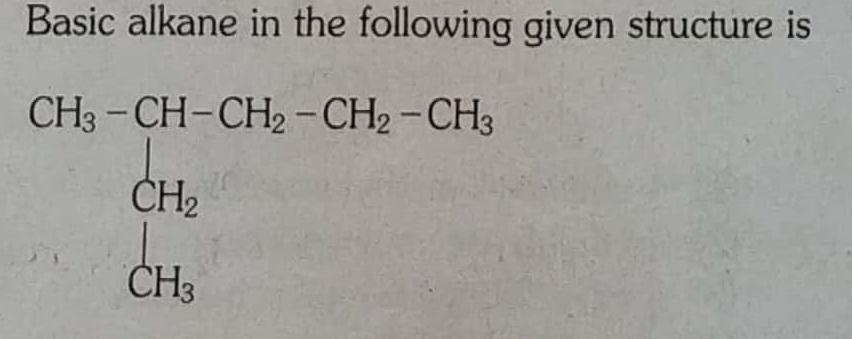 Basic alkane in the following given structure is
CH₃ – CH – CH₂ – CH₂ – CH₃
|
CH₂
|
CH₃